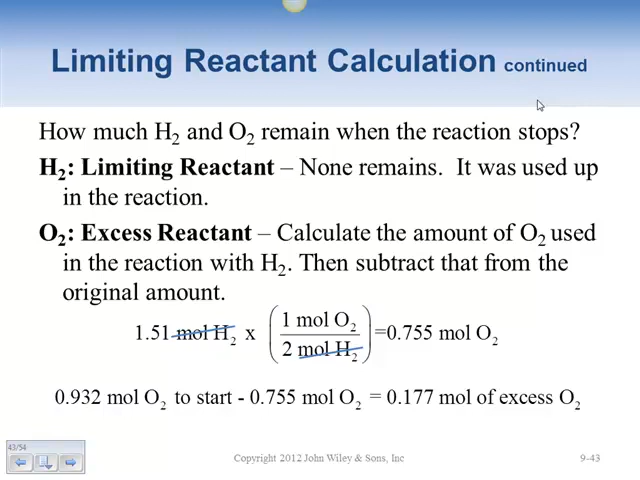 Limiting Reactant Calculation continued
How much H₂ and O₂ remain when the reaction stops?
H₂: Limiting Reactant – None remains. It was used up
in the reaction.
O₂: Excess Reactant – Calculate the amount of O₂ used
in the reaction with H₂. Then subtract that from the
original amount.
1.51 mol H₂ x (1 mol O₂ / 2 mol H₂) =0.755 mol O₂
0.932 mol O₂ to start - 0.755 mol O₂ = 0.177 mol of excess O₂
43/54
Copyright 2012 John Wiley & Sons, Inc
9-43